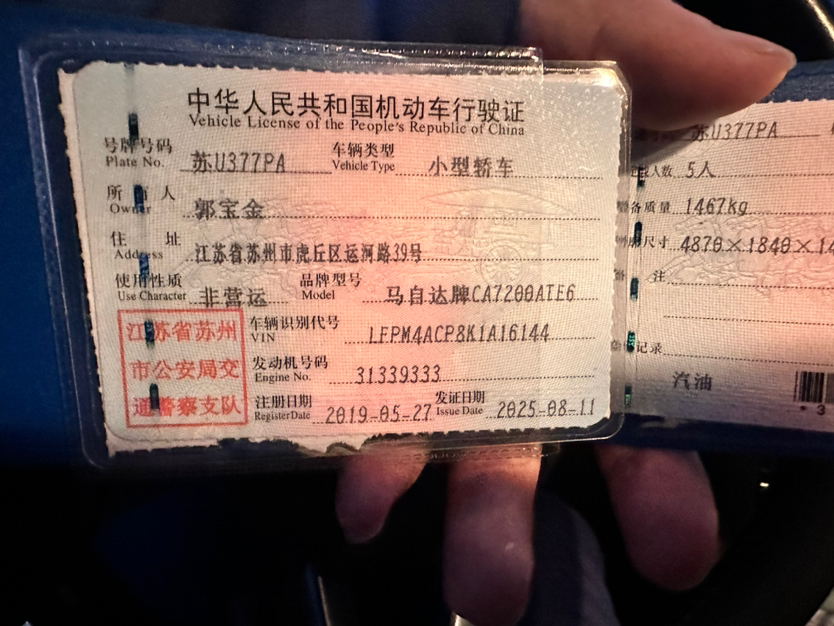 中华人民共和国机动车行驶证
Vehicle License of the People's Republic of China
号牌号码 苏U377PA 车辆类型 小型轿车
Plate No. Vehicle Type
所有人 郭宝金
Owner
住址 江苏省苏州市虎丘区运河路39号
Address
使用性质 非营运 品牌型号 马自达牌CA7200ATE6
Use Character Model
江苏省苏州
市公安局交
通警察支队
车辆识别代号 LFPM4ACP8K1A16144
VIN
发动机号码 31339333
Engine No.
注册日期 2019-05-27 发证日期 2025-08-11
Register Date Issue Date
苏U377PA
人数 5人
备质量 1467kg
尺寸 4870×1840×14
注
记录
汽油
* 3